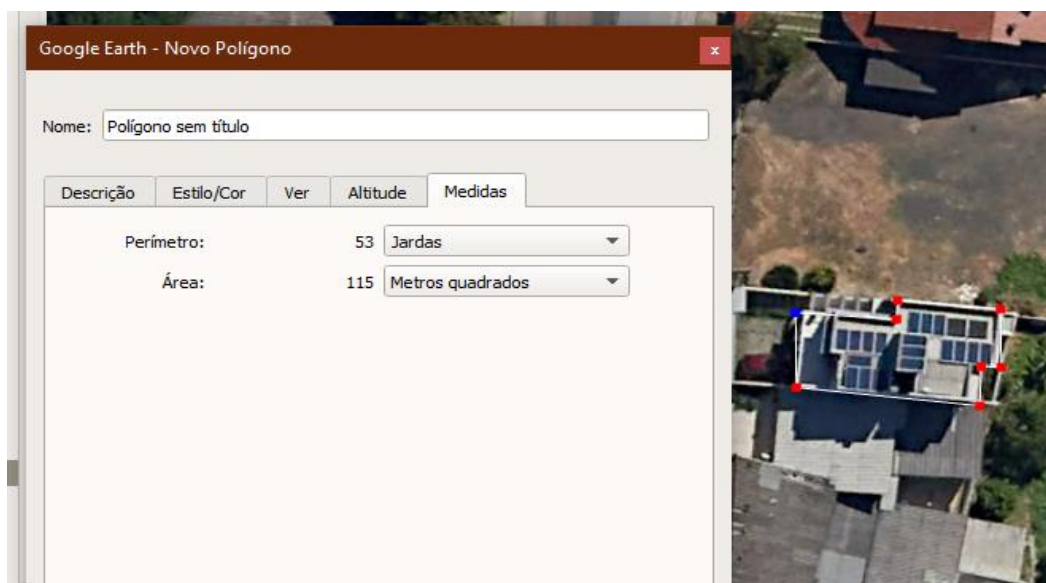 Google Earth - Novo Polígono
x
Nome: Polígono sem título
Descrição Estilo/Cor Ver Altitude Medidas
Perímetro: 53 Jardas
Área: 115 Metros quadrados